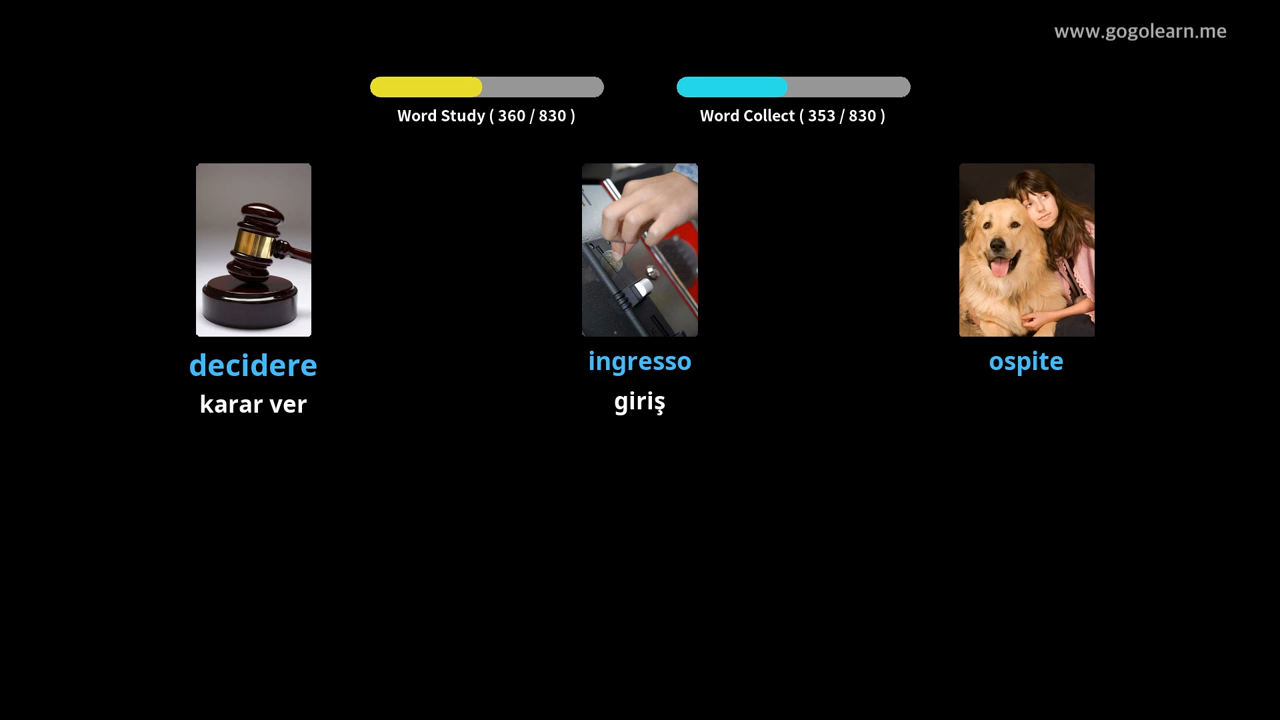 www.gogolearn.me
Word Study ( 360 / 830 )
Word Collect ( 353 / 830 )
decidere
karar ver
ingresso
giriş
ospite